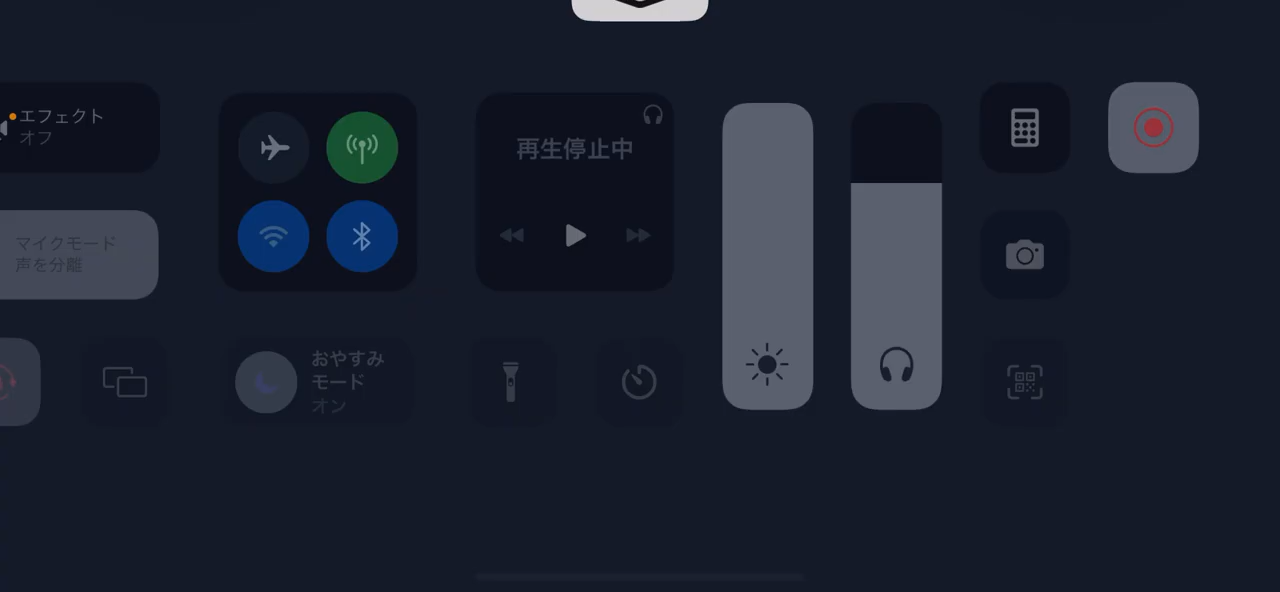 エフェクト
オフ
マイクモード
声を分離
再生停止中
おやすみ
モード
オン